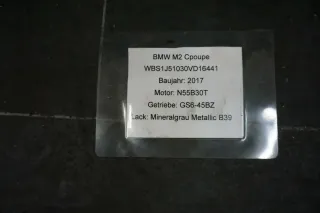 BMW M2 Cpoupe
WBS1J51030VD16441
Baujahr: 2017
Motor: N55B30T
Getriebe: GS6-45BZ
Lack: Mineralgrau Metallic B39